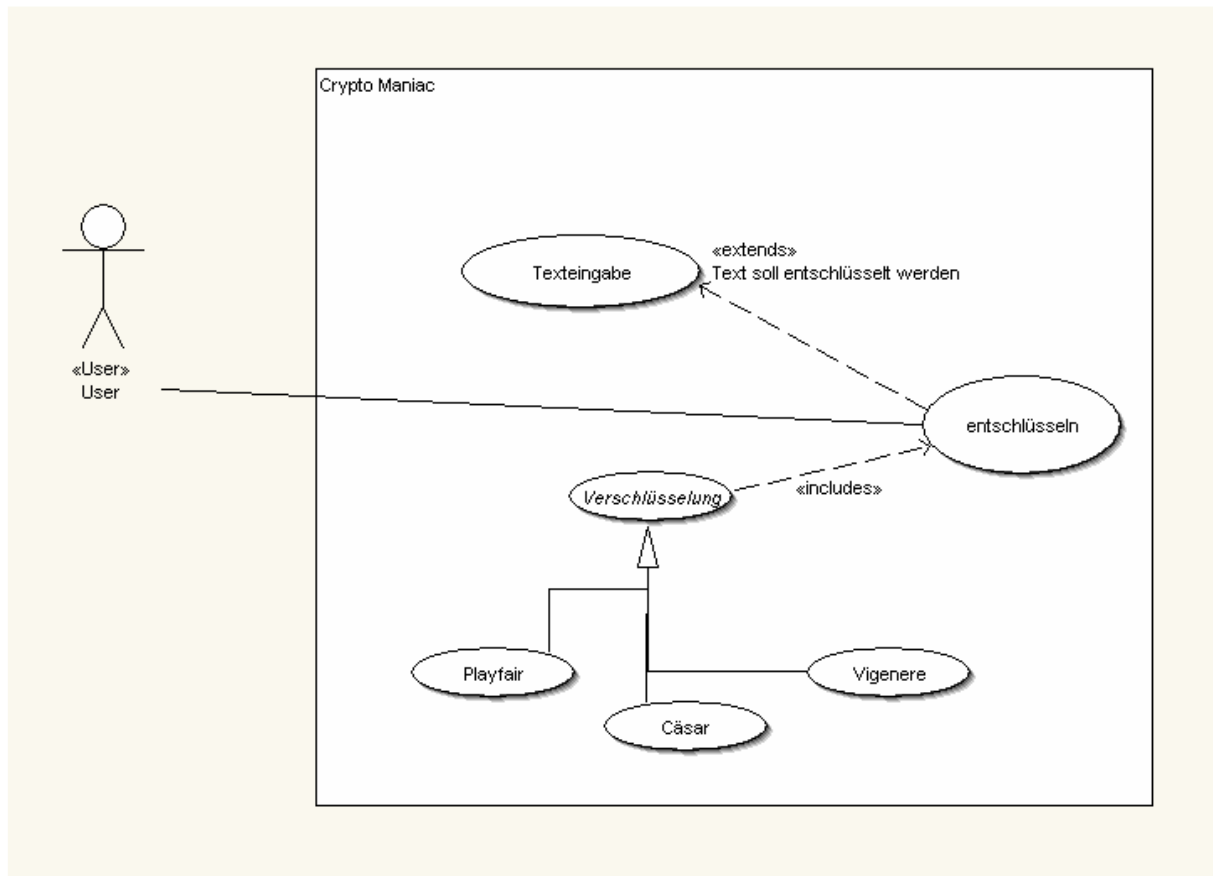 Crypto Maniac
«extends»
Texteingabe
Text soll entschlüsselt werden
«User»
User
entschlüsseln
«includes»
Verschlüsselung
Playfair
Vigenere
Cäsar